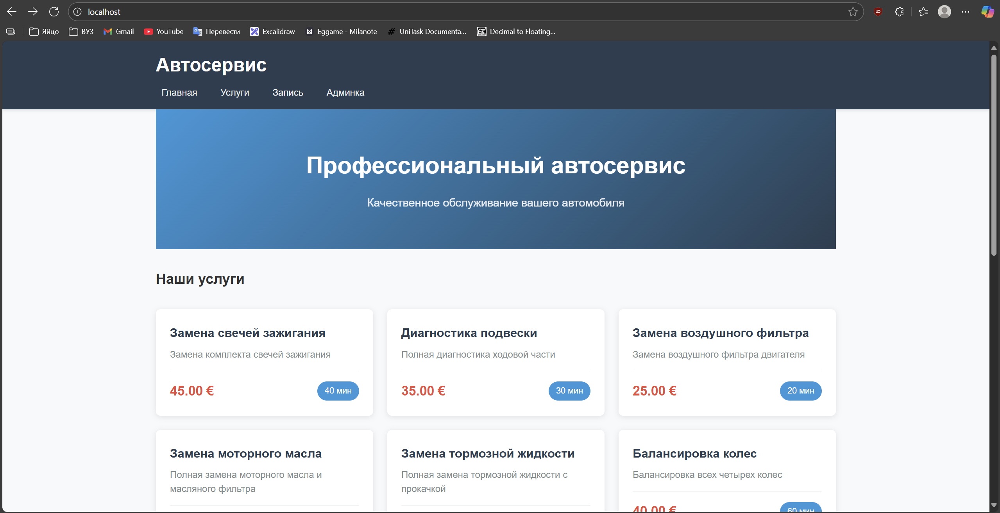 localhost
Яйцо ВУЗ Gmail YouTube Перевести Excalidraw Eggame - Milanote UniTask Documenta... Decimal to Floating...
Автосервис
Главная Услуги Запись Админка
Профессиональный автосервис
Качественное обслуживание вашего автомобиля
Наши услуги
Замена свечей зажигания
Замена комплекта свечей зажигания
45.00 € 40 мин
Диагностика подвески
Полная диагностика ходовой части
35.00 € 30 мин
Замена воздушного фильтра
Замена воздушного фильтра двигателя
25.00 € 20 мин
Замена моторного масла
Полная замена моторного масла и
масляного фильтра
Замена тормозной жидкости
Полная замена тормозной жидкости с
прокачкой
Балансировка колес
Балансировка всех четырех колес
40.00 € 60 мин